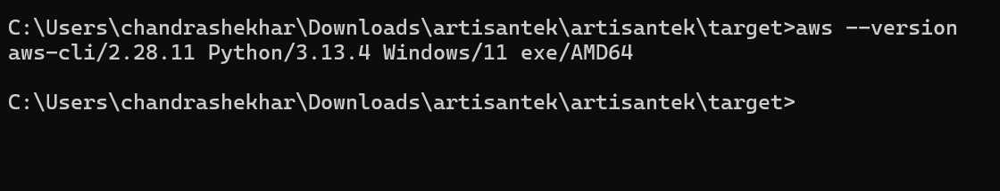 C:\Users\chandrashekhar\Downloads\artisantek\artisantek\target>aws --version
aws-cli/2.28.11 Python/3.13.4 Windows/11 exe/AMD64
C:\Users\chandrashekhar\Downloads\artisantek\artisantek\target>